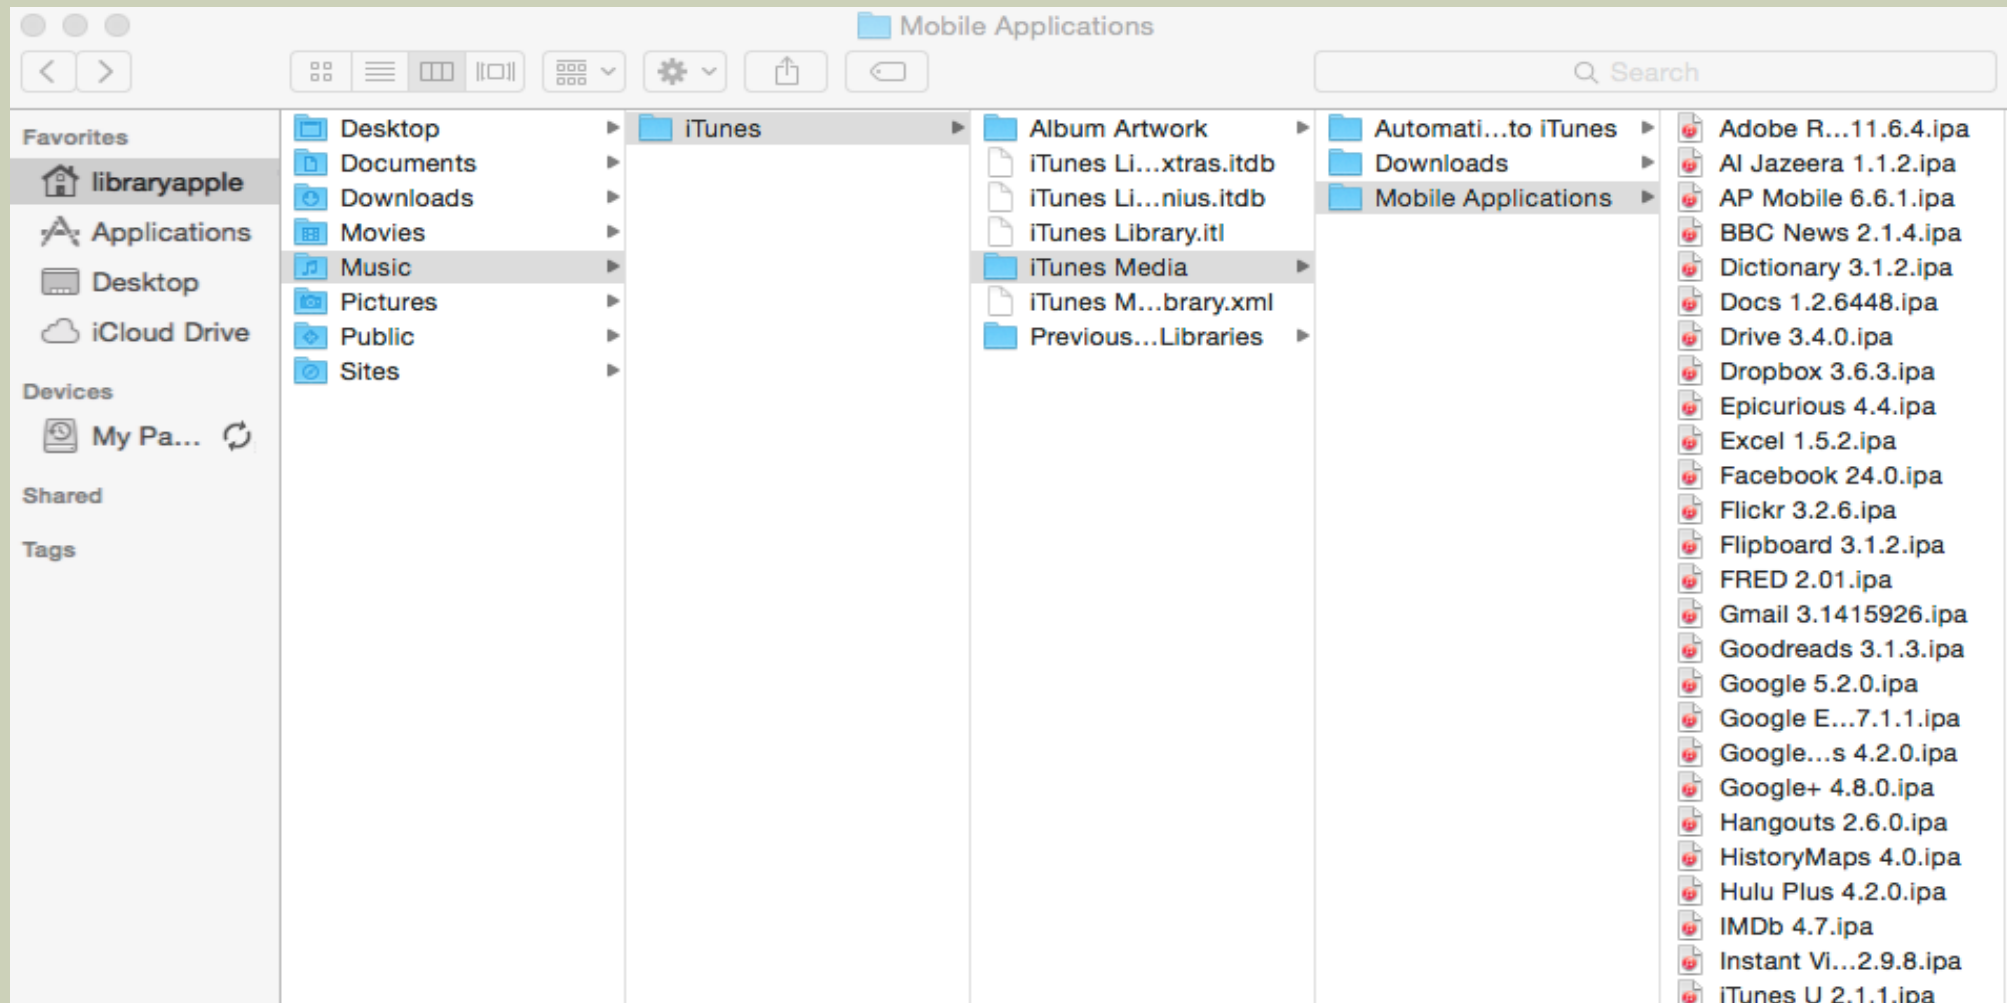 Mobile Applications
Search
Favorites
libraryapple
Applications
Desktop
iCloud Drive
Devices
My Pa...
Shared
Tags
Desktop
Documents
Downloads
Movies
Music
Pictures
Public
Sites
iTunes
Album Artwork
iTunes Li...xtras.itdb
iTunes Li...nius.itdb
iTunes Library.itl
iTunes Media
iTunes M...brary.xml
Previous...Libraries
Automati...to iTunes
Downloads
Mobile Applications
Adobe R...11.6.4.ipa
Al Jazeera 1.1.2.ipa
AP Mobile 6.6.1.ipa
BBC News 2.1.4.ipa
Dictionary 3.1.2.ipa
Docs 1.2.6448.ipa
Drive 3.4.0.ipa
Dropbox 3.6.3.ipa
Epicurious 4.4.ipa
Excel 1.5.2.ipa
Facebook 24.0.ipa
Flickr 3.2.6.ipa
Flipboard 3.1.2.ipa
FRED 2.01.ipa
Gmail 3.1415926.ipa
Goodreads 3.1.3.ipa
Google 5.2.0.ipa
Google E...7.1.1.ipa
Google...s 4.2.0.ipa
Google+ 4.8.0.ipa
Hangouts 2.6.0.ipa
HistoryMaps 4.0.ipa
Hulu Plus 4.2.0.ipa
IMDb 4.7.ipa
Instant Vi...2.9.8.ipa
iTunes U 2.1.1.ipa